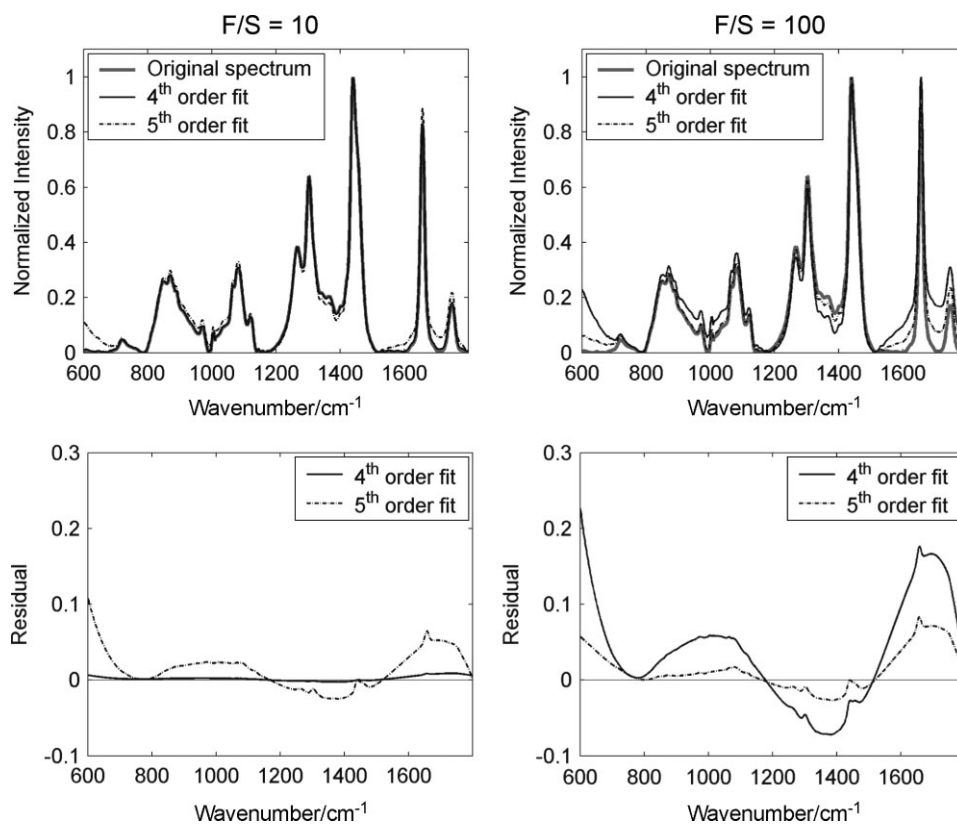 F/S = 10
Normalized Intensity
1
0.8
0.6
0.4
0.2
0
Original spectrum
4th order fit
5th order fit
600 800 1000 1200 1400 1600
Wavenumber/cm-1
F/S = 100
Normalized Intensity
1
0.8
0.6
0.4
0.2
0
Original spectrum
4th order fit
5th order fit
600 800 1000 1200 1400 1600
Wavenumber/cm-1
Residual
0.3
0.2
0.1
0
-0.1
4th order fit
5th order fit
600 800 1000 1200 1400 1600
Wavenumber/cm-1
Residual
0.3
0.2
0.1
0
-0.1
4th order fit
5th order fit
600 800 1000 1200 1400 1600
Wavenumber/cm-1